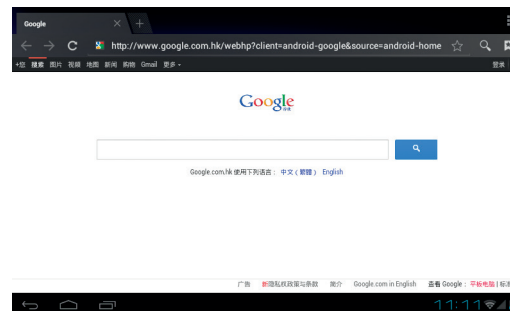 Google
http://www.google.com.hk/webhp?client=android-google&source=android-home
+您 搜索 图片 视频 地图 新闻 购物 Gmail 更多 登录
Google
Google.com.hk 使用下列语言： 中文（繁體） English
广告 新隐私权政策与条款 简介 Google.com in English 查看 Google： 平板电脑 |
11:11